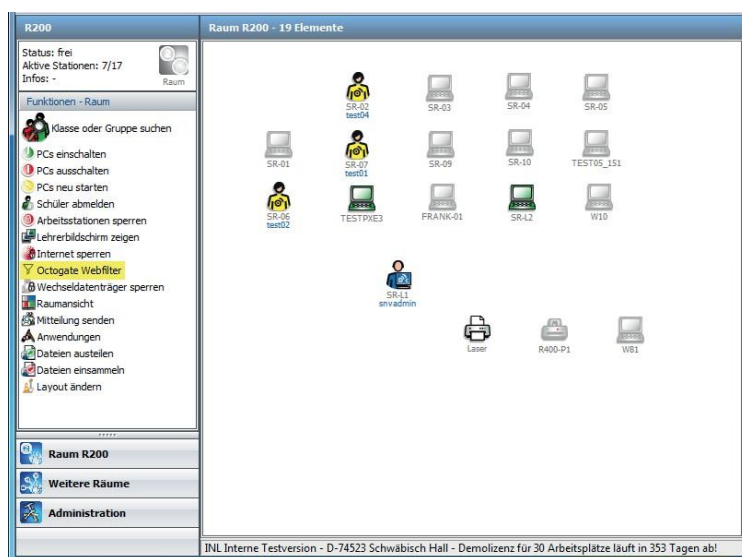 R200
Status: frei
Aktive Stationen: 7/17
Infos: -
Raum
Funktionen - Raum
Klasse oder Gruppe suchen
PCs einschalten
PCs ausschalten
PCs neu starten
Schüler abmelden
Arbeitsstationen sperren
Lehrerbildschirm zeigen
Internet sperren
Octogate Webfilter
Wechseldatenträger sperren
Raumansicht
Mitteilung senden
Anwendungen
Dateien austeilen
Dateien einsammeln
Layout ändern
Raum R200
Weitere Räume
Administration
Raum R200 - 19 Elemente
SR-02
test04
SR-03
SR-04
SR-05
SR-01
SR-07
test01
SR-09
SR-10
TEST05_151
SR-06
test02
TESTPXE3
FRANK-01
SR-L2
W10
SR-L1
snvadmin
Laser
R400-P1
W81
INL Interne Testversion - D-74523 Schwäbisch Hall - Demolizenz für 30 Arbeitsplätze läuft in 353 Tagen ab!